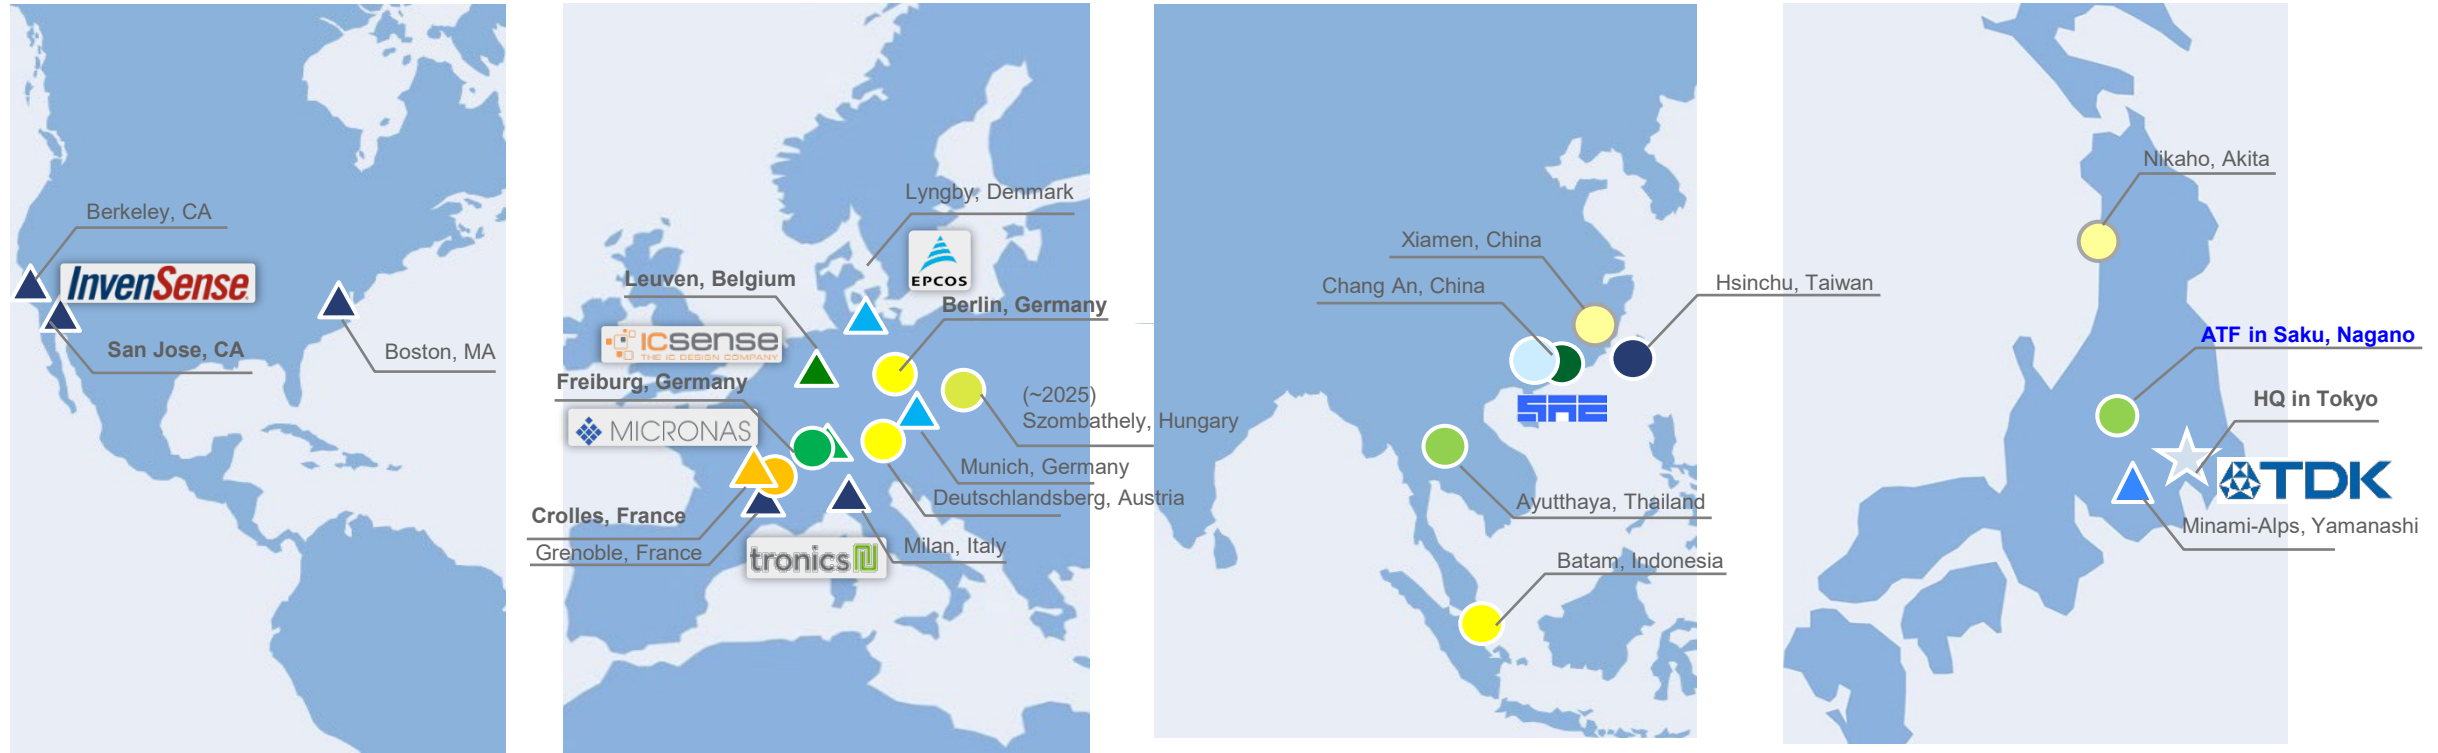 Berkeley, CA
InvenSense
San Jose, CA
Boston, MA
Lyngby, Denmark
EPCOS
Leuven, Belgium
Berlin, Germany
icsense
THE IC DESIGN COMPANY
Freiburg, Germany
MICRONAS
(~2025)
Szombathely, Hungary
Munich, Germany
Deutschlandsberg, Austria
Crolles, France
Grenoble, France
tronics
Milan, Italy
Xiamen, China
Chang An, China
Hsinchu, Taiwan
SAE
Ayutthaya, Thailand
Batam, Indonesia
Nikaho, Akita
ATF in Saku, Nagano
HQ in Tokyo
TDK
Minami-Alps, Yamanashi